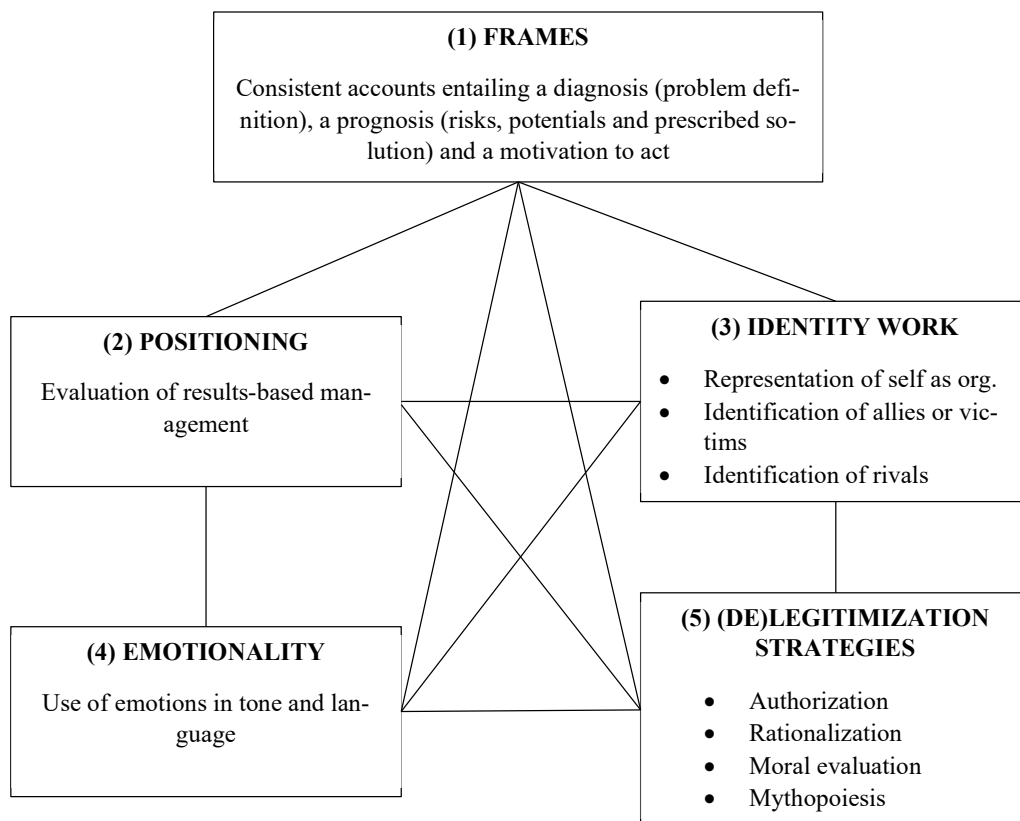 (1) FRAMES
Consistent accounts entailing a diagnosis (problem defi-
nition), a prognosis (risks, potentials and prescribed so-
lution) and a motivation to act
(2) POSITIONING
Evaluation of results-based man-
agement
(3) IDENTITY WORK
• Representation of self as org.
• Identification of allies or vic-
tims
• Identification of rivals
(4) EMOTIONALITY
Use of emotions in tone and lan-
guage
(5) (DE)LEGITIMIZATION
STRATEGIES
• Authorization
• Rationalization
• Moral evaluation
• Mythopoiesis